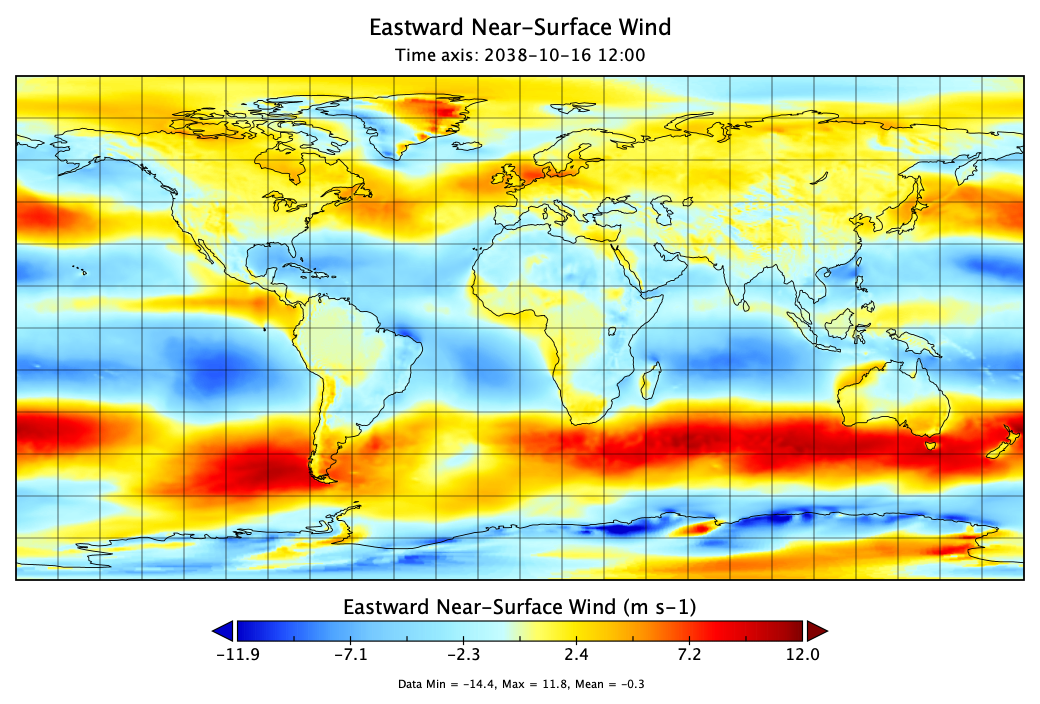 Eastward Near−Surface Wind
Time axis: 2038−10−16 12:00
Eastward Near−Surface Wind (m s−1)
−11.9 −7.1 −2.3 2.4 7.2 12.0
Data Min = −14.4, Max = 11.8, Mean = −0.3